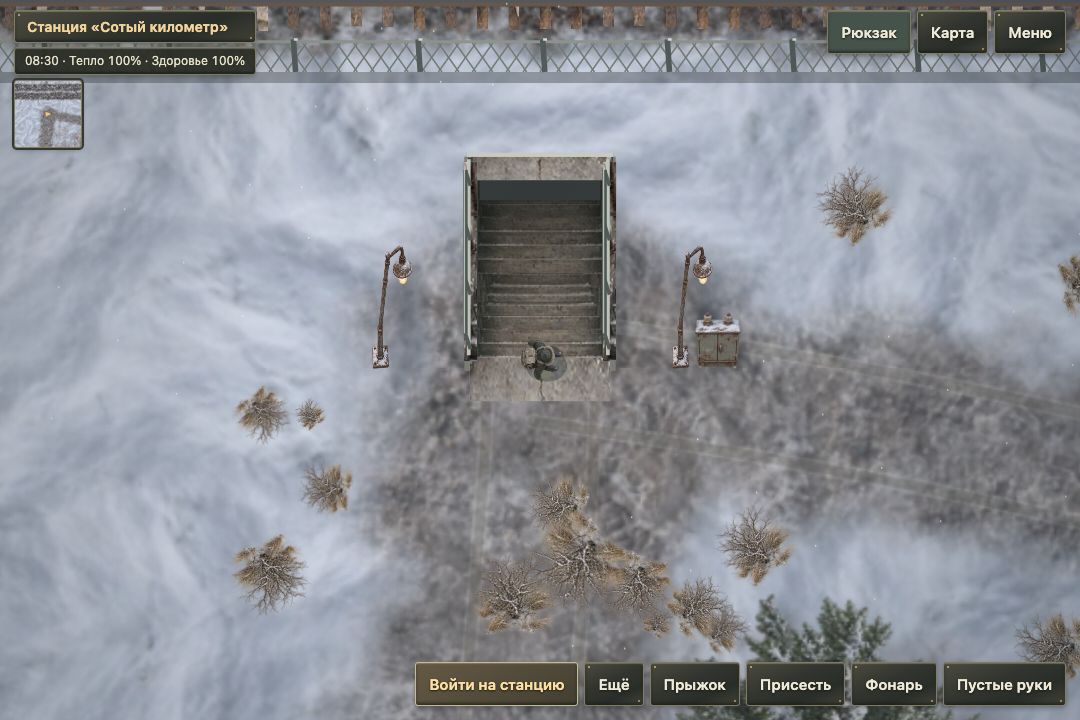 Станция «Сотый километр»
08:30 · Тепло 100% · Здоровье 100%
Рюкзак
Карта
Меню
Войти на станцию
Ещё
Прыжок
Присесть
Фонарь
Пустые руки